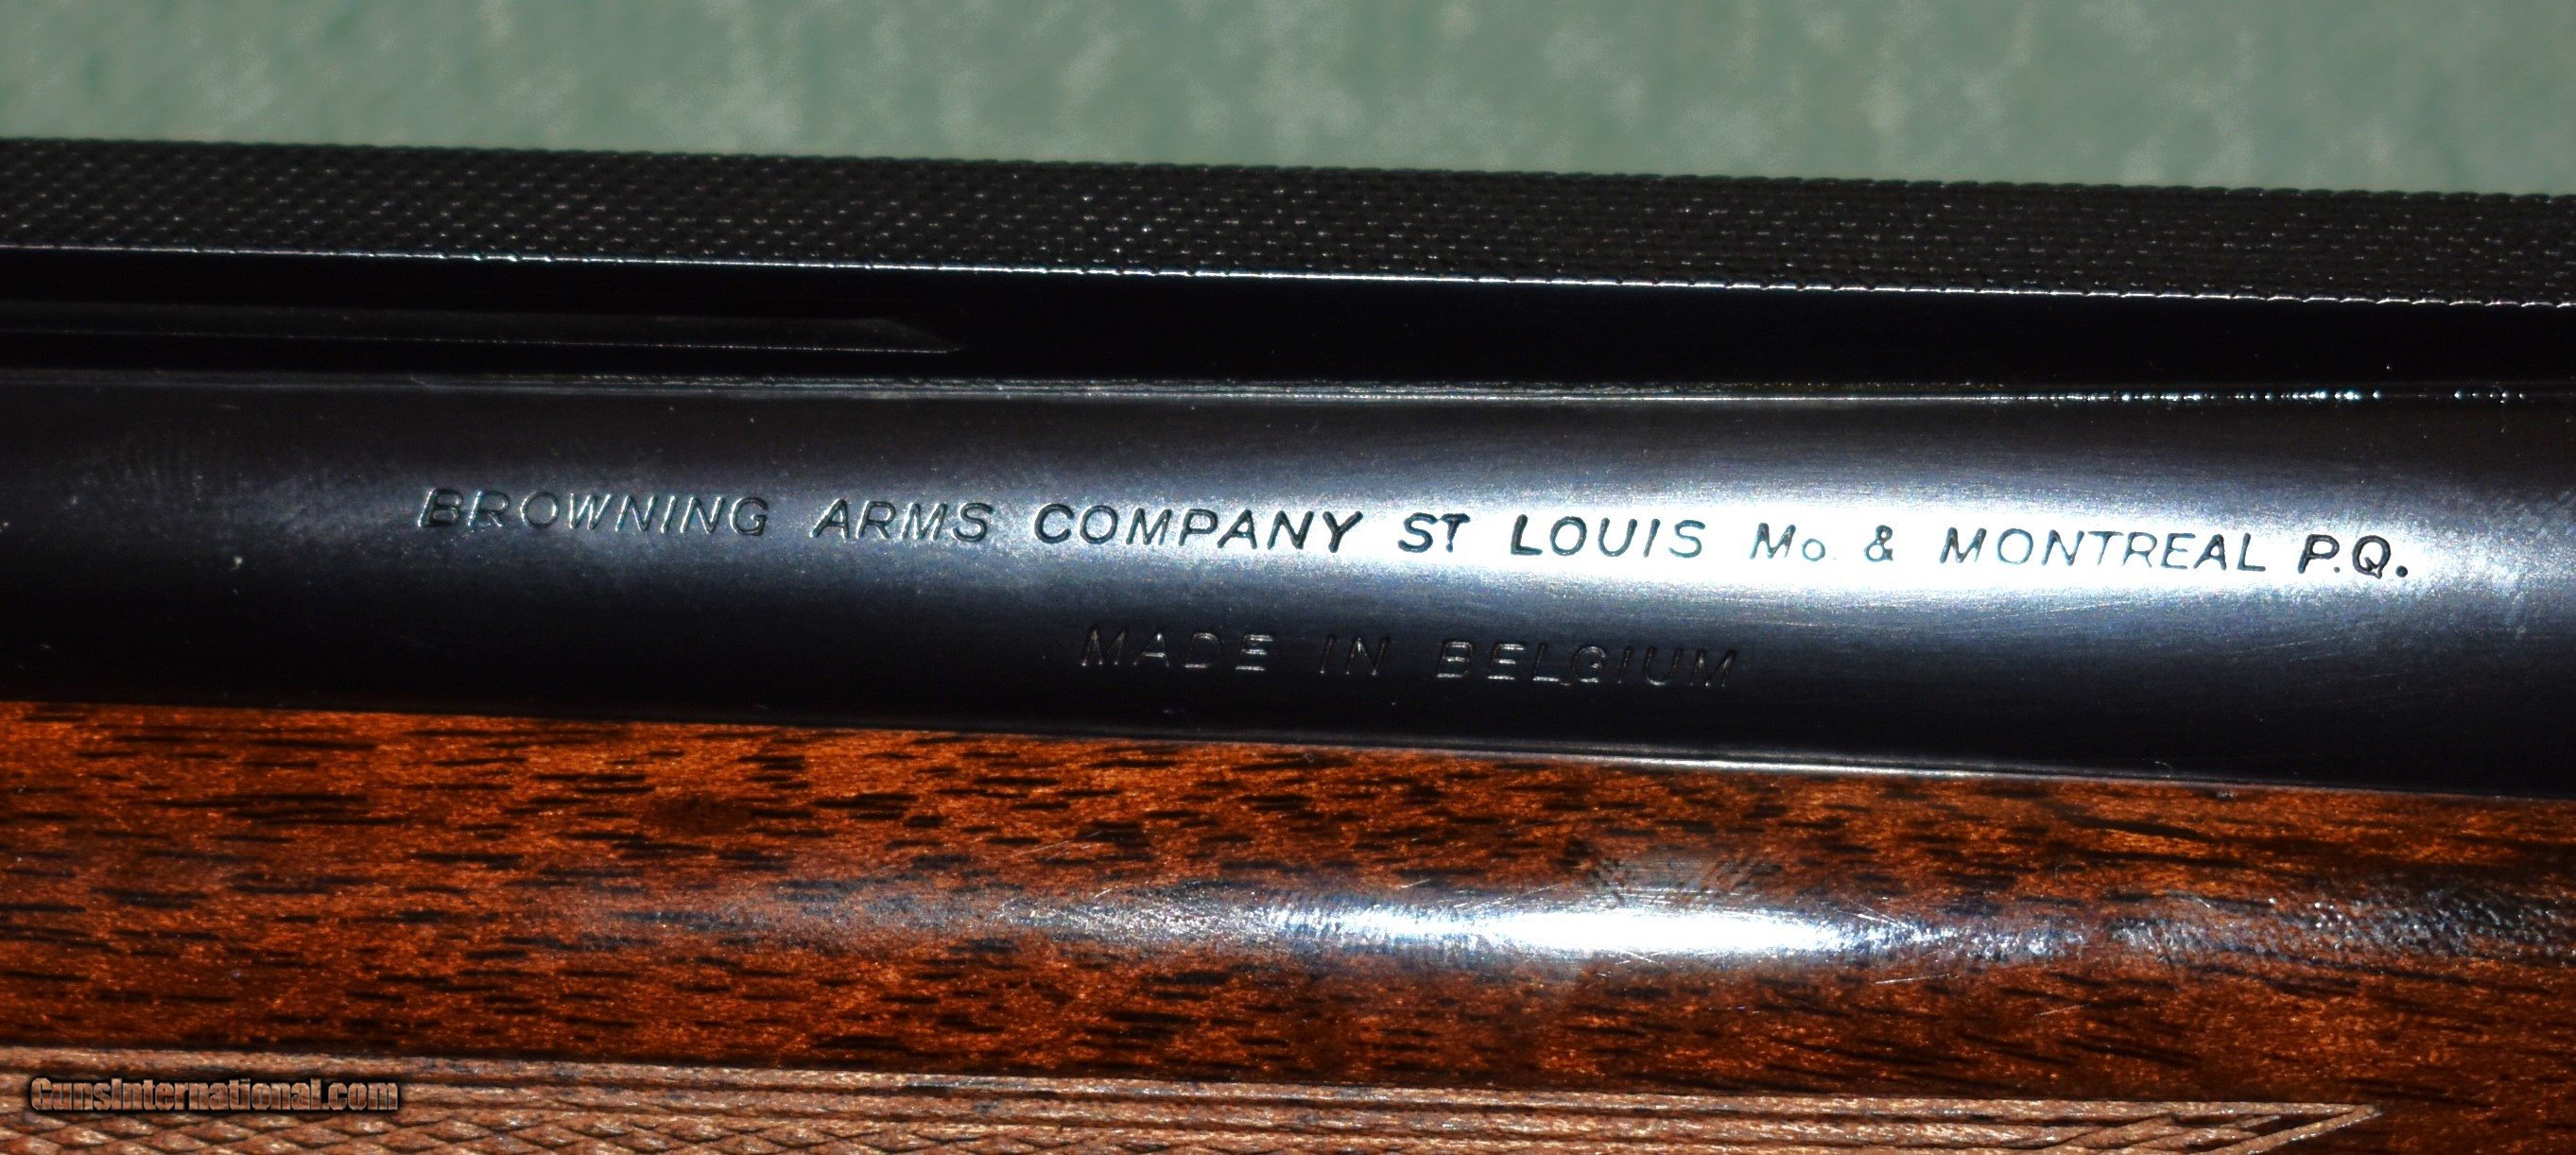 BROWNING ARMS COMPANY ST LOUIS Mo. & MONTREAL P.Q.
MADE IN BELGIUM
GunsInternational.com